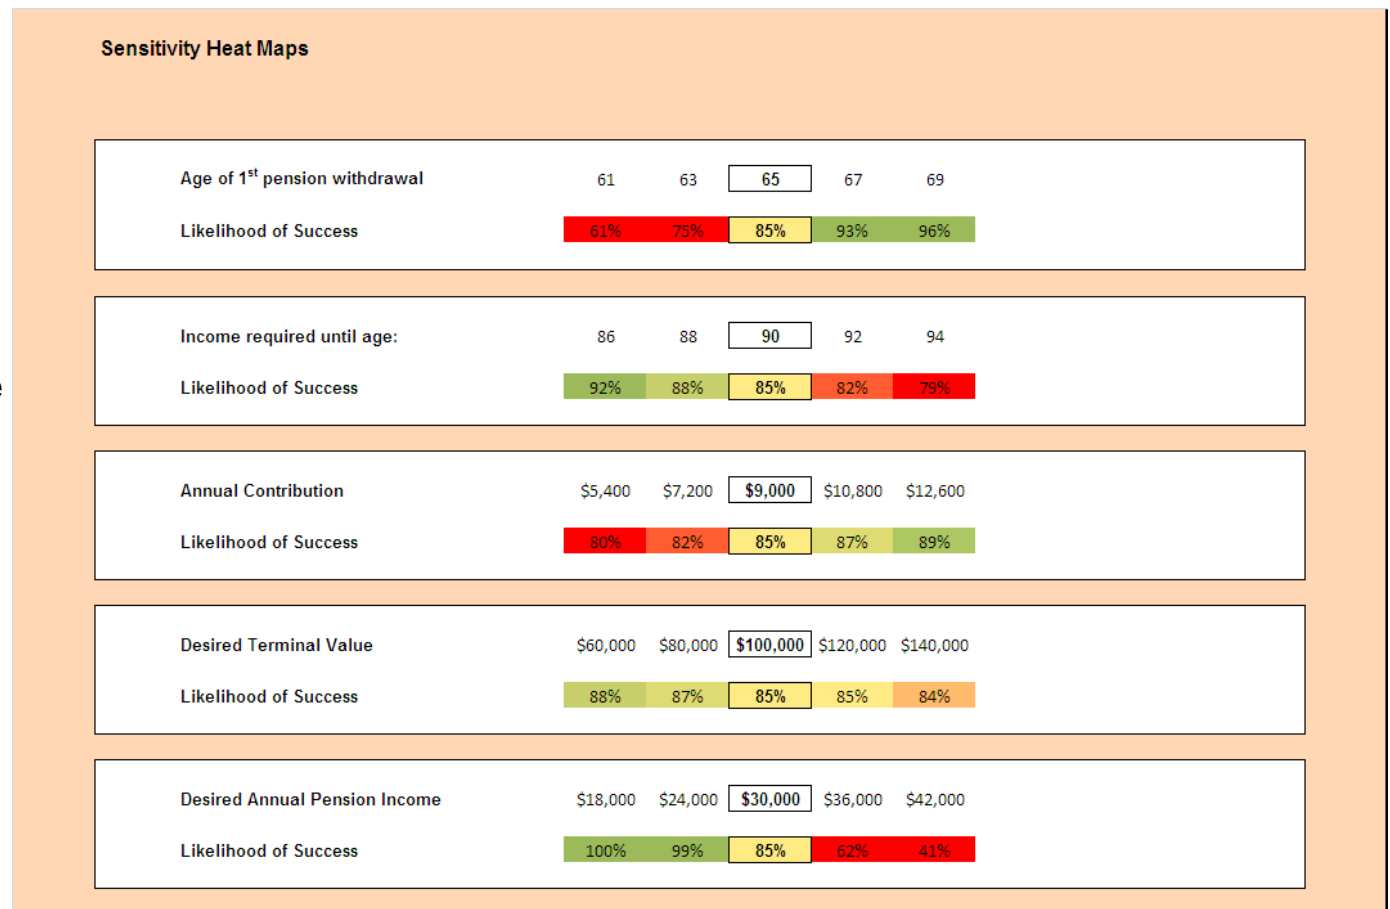 Sensitivity Heat Maps
Age of 1st pension withdrawal 61 63 65 67 69
Likelihood of Success 61% 75% 85% 93% 96%
Income required until age: 86 88 90 92 94
e
Likelihood of Success 92% 88% 85% 82% 79%
Annual Contribution $5,400 $7,200 $9,000 $10,800 $12,600
Likelihood of Success 80% 82% 85% 87% 89%
Desired Terminal Value $60,000 $80,000 $100,000 $120,000 $140,000
Likelihood of Success 88% 87% 85% 85% 84%
Desired Annual Pension Income $18,000 $24,000 $30,000 $36,000 $42,000
Likelihood of Success 100% 99% 85% 62% 41%